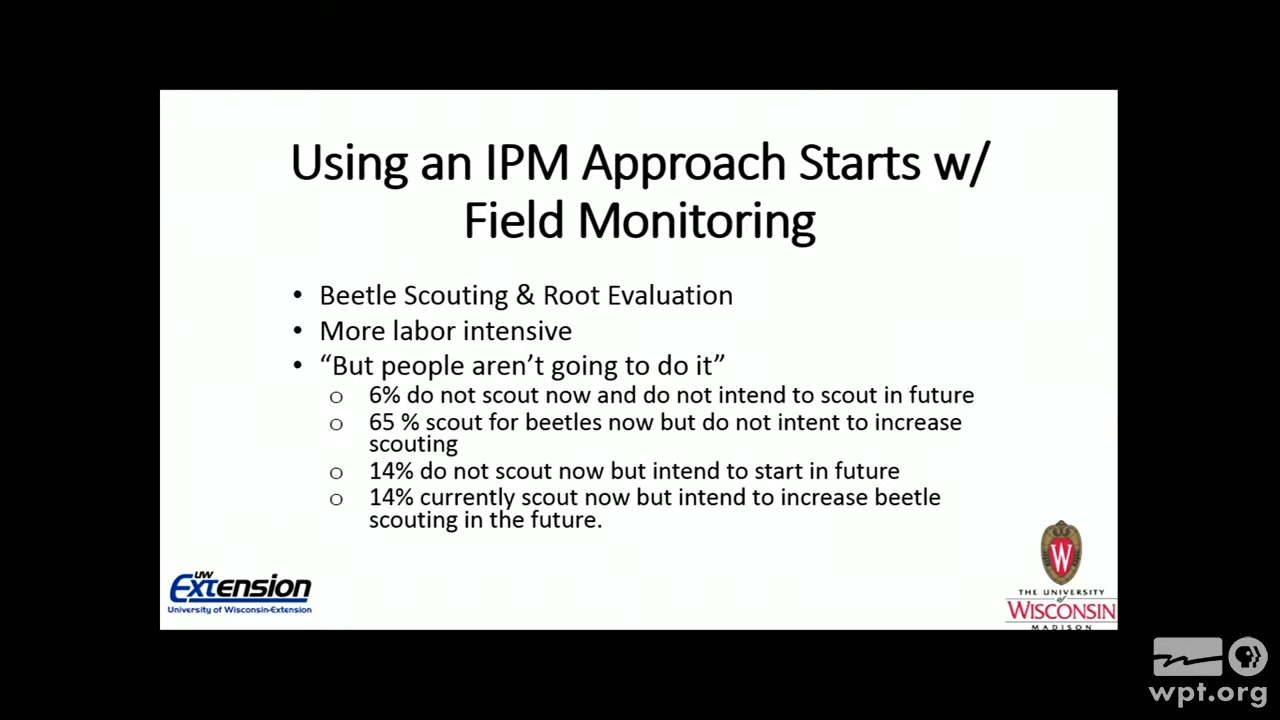 Using an IPM Approach Starts w/
Field Monitoring
• Beetle Scouting & Root Evaluation
• More labor intensive
• “But people aren’t going to do it”
o 6% do not scout now and do not intend to scout in future
o 65 % scout for beetles now but do not intent to increase
scouting
o 14% do not scout now but intend to start in future
o 14% currently scout now but intend to increase beetle
scouting in the future.
UW
Extension
University of Wisconsin-Extension
W
THE UNIVERSITY
of
WISCONSIN
MADISON
PBS
wpt.org